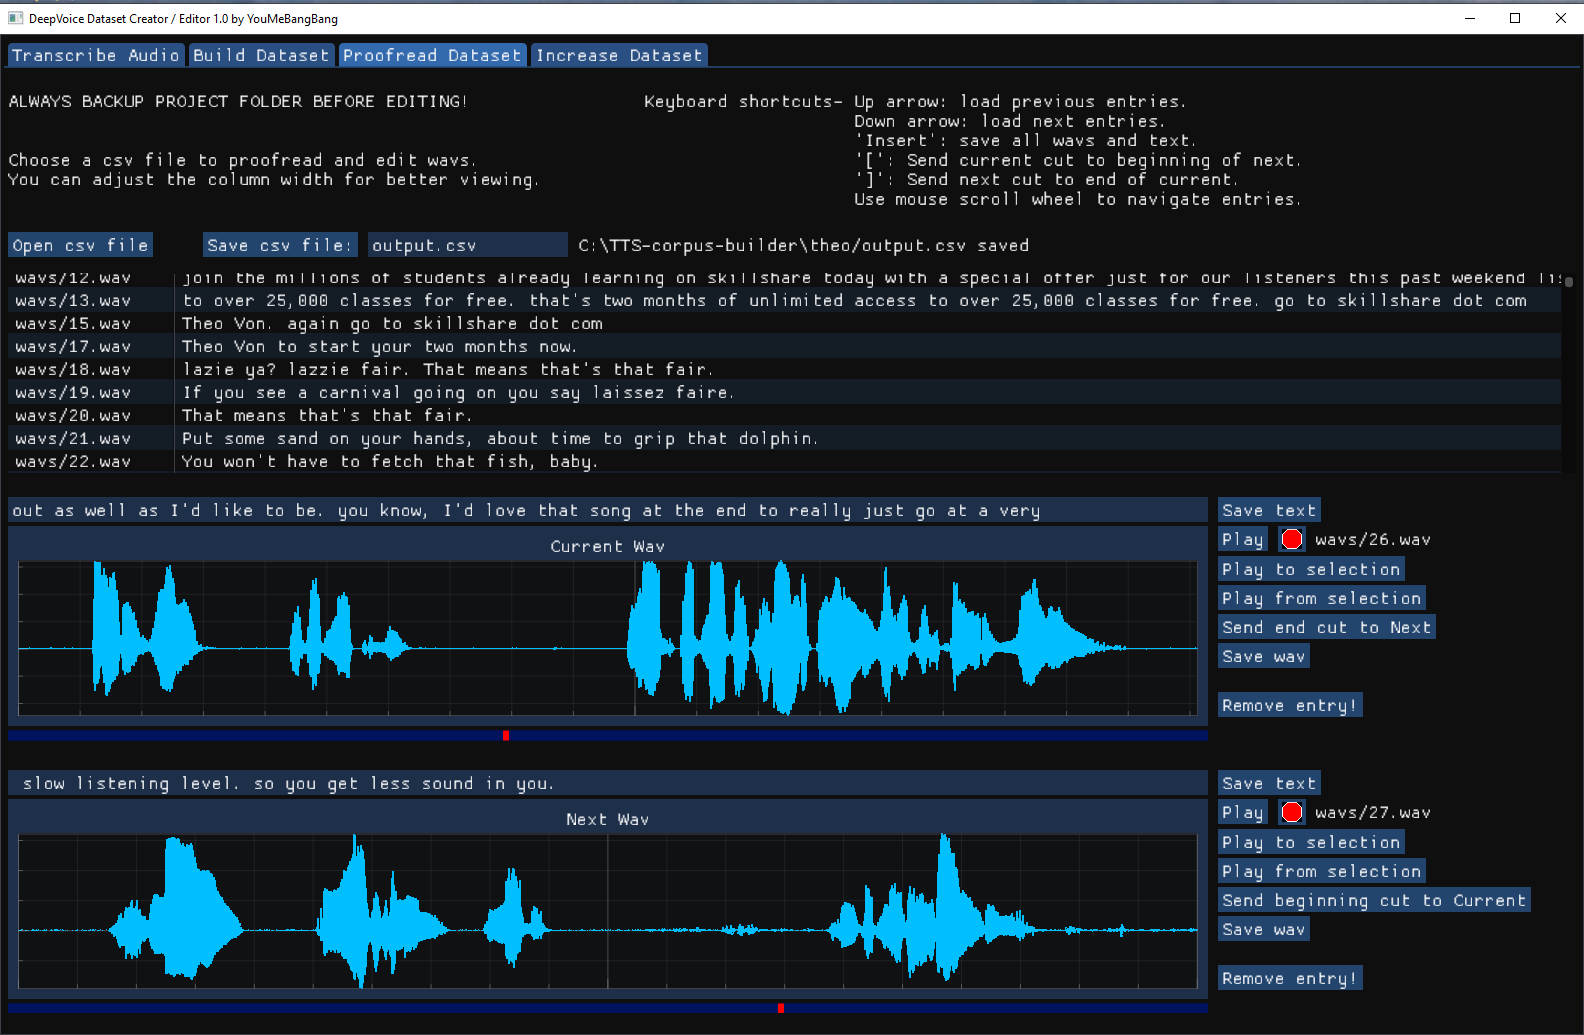 DeepVoice Dataset Creator / Editor 1.0 by YouMeBangBang
Transcribe Audio Build Dataset Proofread Dataset Increase Dataset
ALWAYS BACKUP PROJECT FOLDER BEFORE EDITING!
Keyboard shortcuts- Up arrow: load previous entries.
Down arrow: load next entries.
'Insert': save all wavs and text.
'[': Send current cut to beginning of next.
']': Send next cut to end of current.
Use mouse scroll wheel to navigate entries.
Choose a csv file to proofread and edit wavs.
You can adjust the column width for better viewing.
Open csv file Save csv file: output.csv C:\TTS-corpus-builder\theo/output.csv saved
wavs/12.wav join the millions of students already learning on skillshare today with a special offer just for our listeners this past weekend
wavs/13.wav to over 25,000 classes for free. that's two months of unlimited access to over 25,000 classes for free. go to skillshare dot com
wavs/15.wav Theo Von. again go to skillshare dot com
wavs/17.wav Theo Von to start your two months now.
wavs/18.wav lazie ya? lazzie fair. That means that's that fair.
wavs/19.wav If you see a carnival going on you say laissez faire.
wavs/20.wav That means that's that fair.
wavs/21.wav Put some sand on your hands, about time to grip that dolphin.
wavs/22.wav You won't have to fetch that fish, baby.
out as well as I'd like to be. you know, I'd love that song at the end to really just go at a very
Save text
Current Wav
Play wavs/26.wav
Play to selection
Play from selection
Send end cut to Next
Save wav
Remove entry!
slow listening level. so you get less sound in you.
Save text
Next Wav
Play wavs/27.wav
Play to selection
Play from selection
Send beginning cut to Current
Save wav
Remove entry!